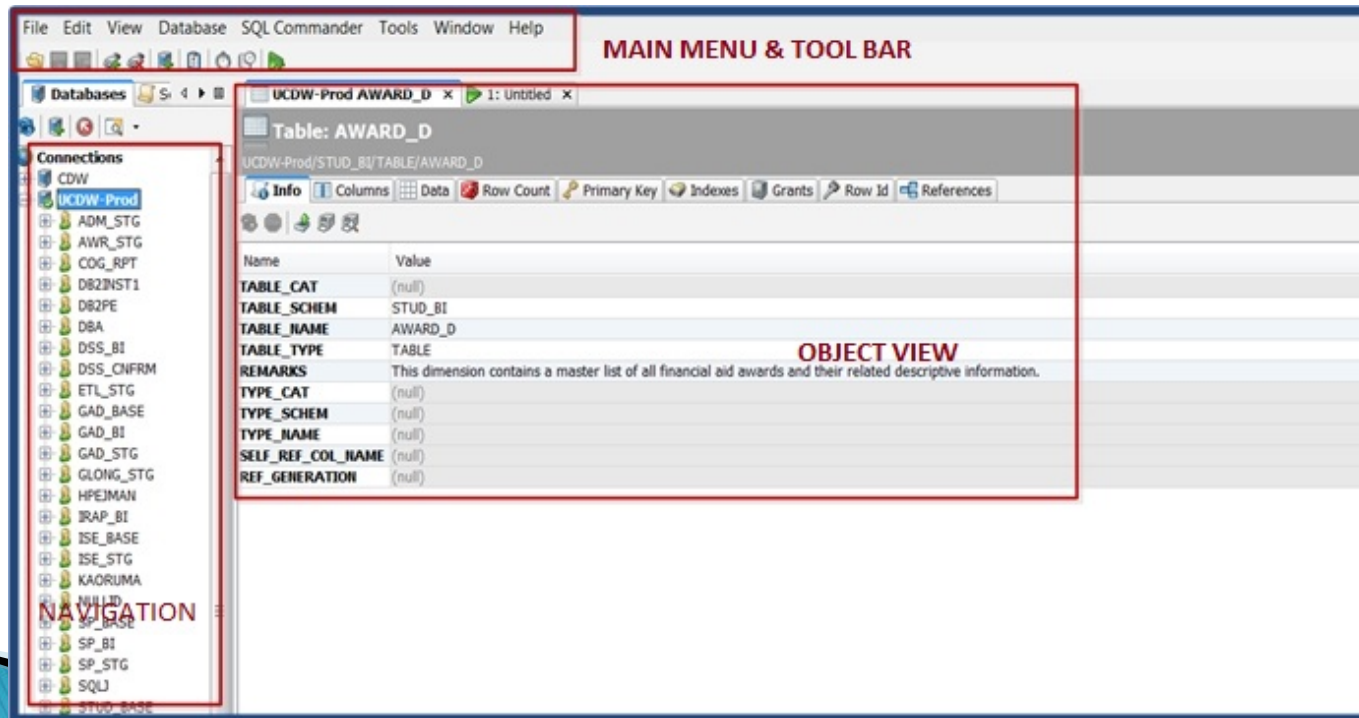 File Edit View Database SQL Commander Tools Window Help
MAIN MENU & TOOL BAR
Databases
UCDW-Prod AWARD_D x 1: Untitled x
Table: AWARD_D
UCDW-Prod/STUD_BI/TABLE/AWARD_D
Info Columns Data Row Count Primary Key Indexes Grants Row Id References
Connections
CDW
UCDW-Prod
ADM_STG
AWR_STG
COG_RPT
DB2INST1
DB2PE
DBA
DSS_BI
DSS_CNFRM
ETL_STG
GAD_BASE
GAD_BI
GAD_STG
GLONG_STG
HPEJMAN
IRAP_BI
ISE_BASE
ISE_STG
KAORUMA
NULLID
NAVIGATION
SP_BASE
SP_BI
SP_STG
SQLJ
STUD_BASE
Name Value
TABLE_CAT (null)
TABLE_SCHEM STUD_BI
TABLE_NAME AWARD_D
TABLE_TYPE TABLE
OBJECT VIEW
REMARKS This dimension contains a master list of all financial aid awards and their related descriptive information.
TYPE_CAT (null)
TYPE_SCHEM (null)
TYPE_NAME (null)
SELF_REF_COL_NAME (null)
REF_GENERATION (null)